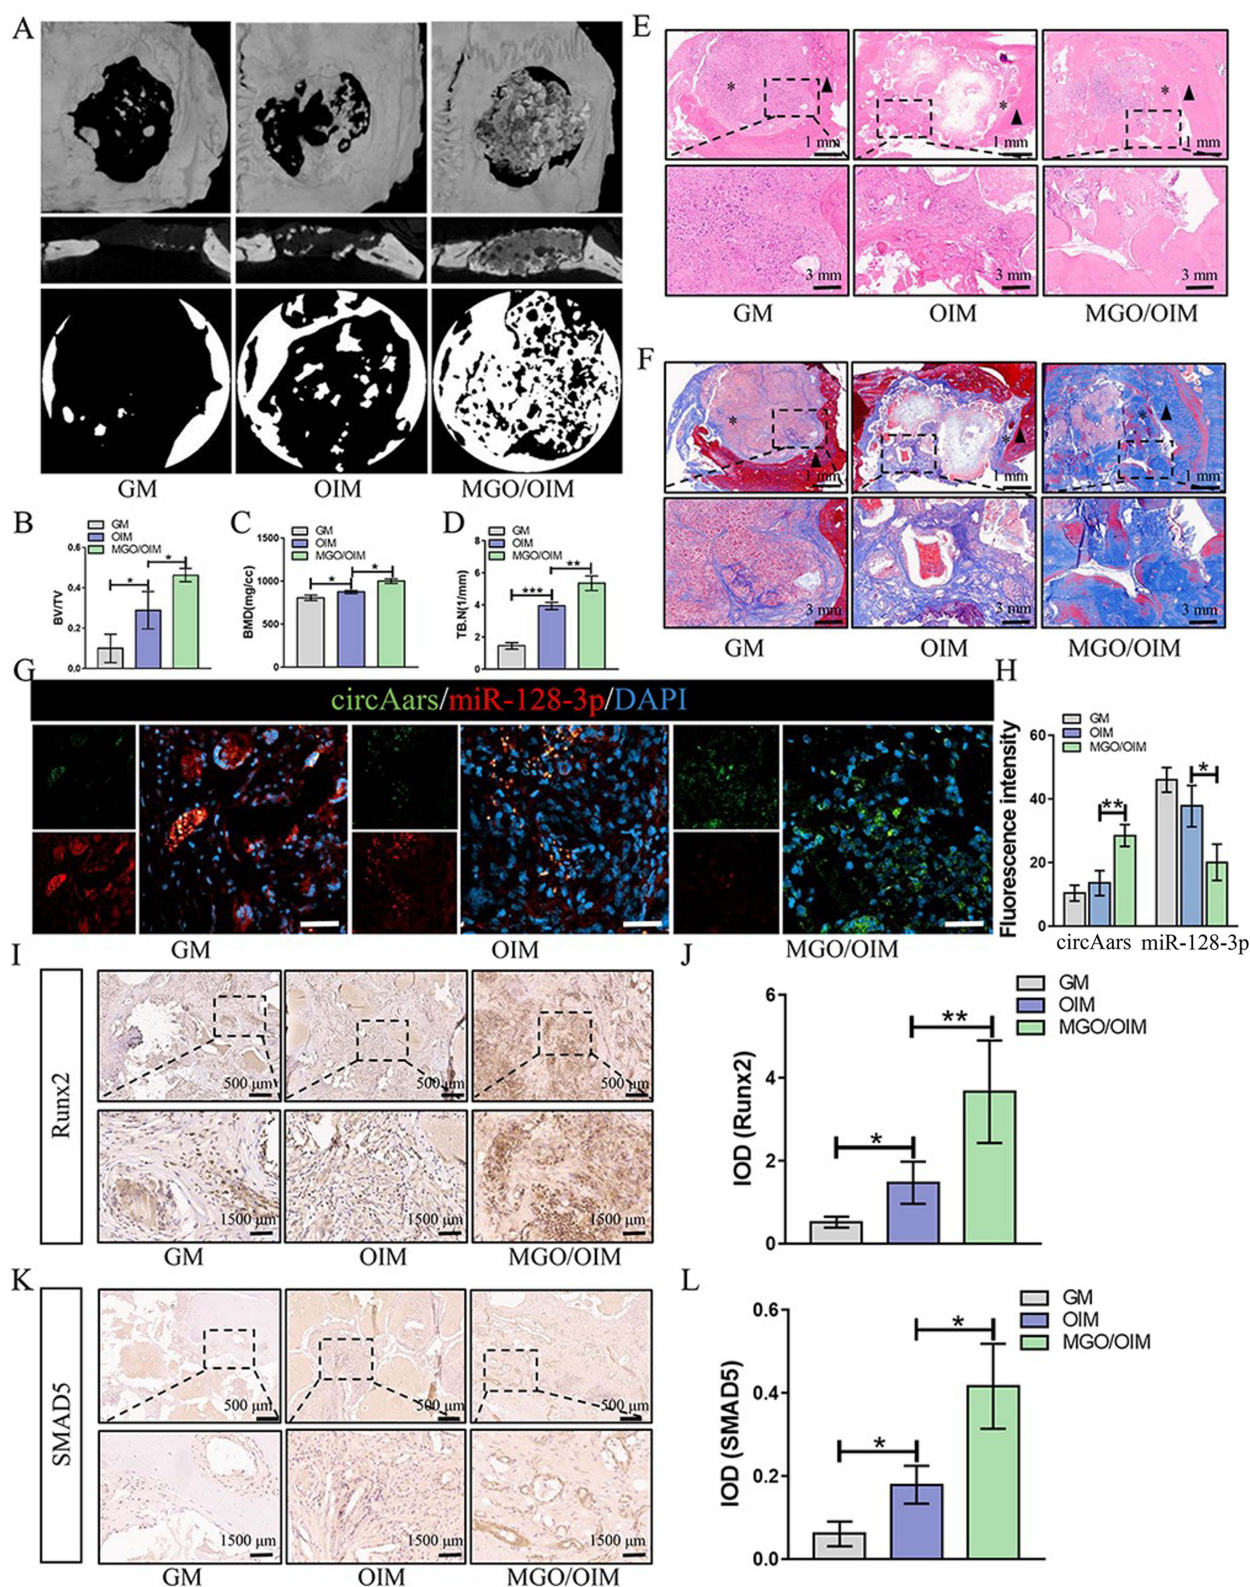 A
GM
OIM
MGO/OIM
E
*
▲
1 mm
*
▲
1 mm
*
▲
1 mm
3 mm
3 mm
3 mm
GM
OIM
MGO/OIM
F
*
▲
1 mm
*
▲
1 mm
*
▲
1 mm
3 mm
3 mm
3 mm
GM
OIM
MGO/OIM
B
GM
OIM
MGO/OIM
BV/TV
0.6
0.4
0.2
0.0
*
*
C
GM
OIM
MGO/OIM
BMD(mg/cc)
1500
1000
500
0
*
*
D
GM
OIM
MGO/OIM
TB.N(1/mm)
8
6
4
2
0
***
**
G
circAars/miR-128-3p/DAPI
GM
OIM
MGO/OIM
H
GM
OIM
MGO/OIM
Fluorescence intensity
60
40
20
0
**
*
circAars
miR-128-3p
I
Runx2
500 μm
500 μm
500 μm
1500 μm
1500 μm
1500 μm
GM
OIM
MGO/OIM
J
GM
OIM
MGO/OIM
IOD (Runx2)
6
4
2
0
*
**
K
SMAD5
500 μm
500 μm
500 μm
1500 μm
1500 μm
1500 μm
GM
OIM
MGO/OIM
L
GM
OIM
MGO/OIM
IOD (SMAD5)
0.6
0.4
0.2
0.0
*
*